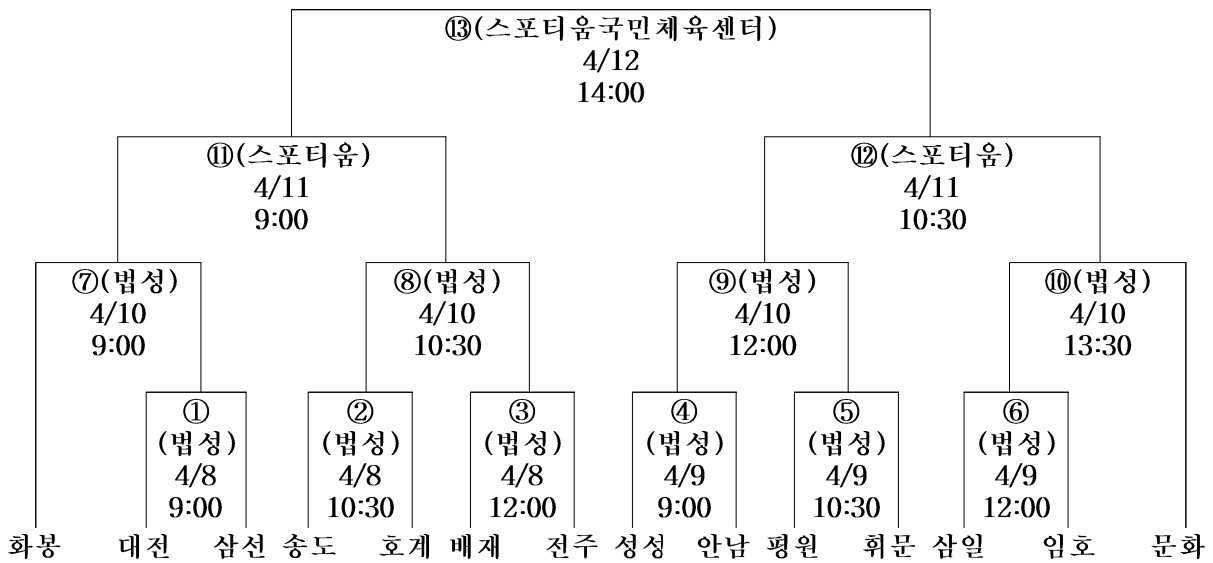 ⑬(스포티움국민체육센터)
4/12
14:00
⑪(스포티움)
4/11
9:00
⑫(스포티움)
4/11
10:30
⑦(법성)
4/10
9:00
⑧(법성)
4/10
10:30
⑨(법성)
4/10
12:00
⑩(법성)
4/10
13:30
①
(법성)
4/8
9:00
②
(법성)
4/8
10:30
③
(법성)
4/8
12:00
④
(법성)
4/9
9:00
⑤
(법성)
4/9
10:30
⑥
(법성)
4/9
12:00
화봉 대전 삼선 송도 호계 배재 전주 성성 안남 평원 휘문 삼일 임호 문화